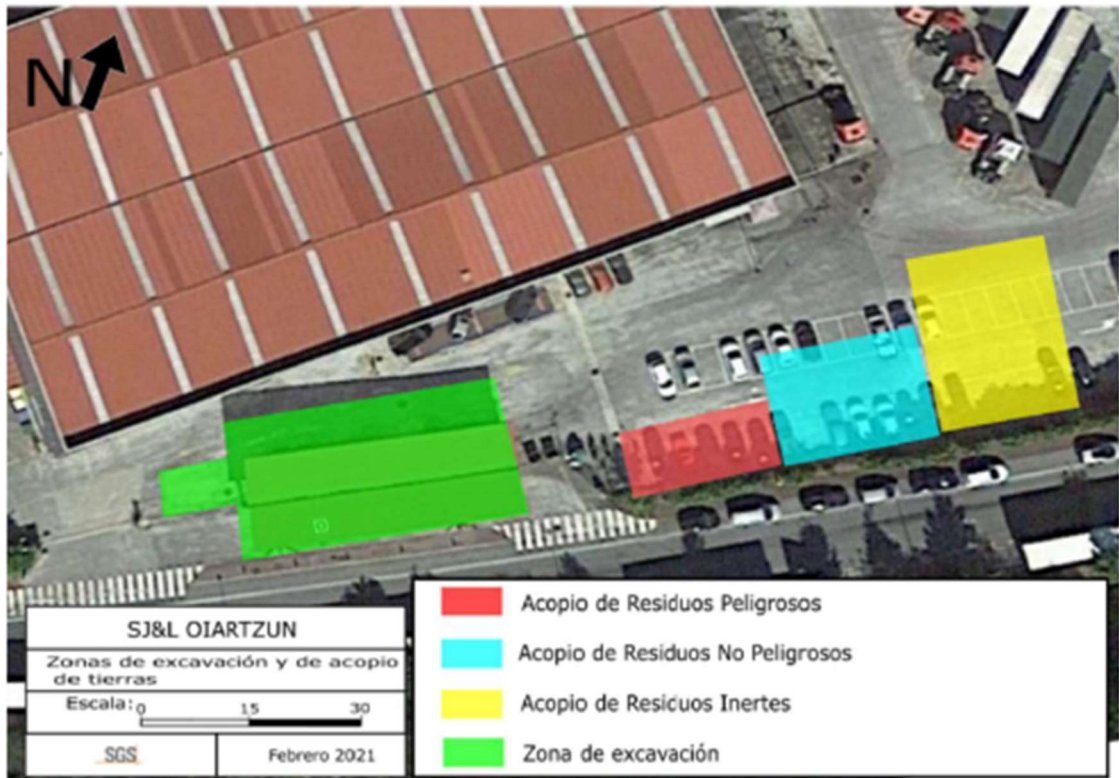 N
SJ&L OIARTZUN
Zonas de excavación y de acopio
de tierras
Escala: 0 15 30
SGS
Febrero 2021
Acopio de Residuos Peligrosos
Acopio de Residuos No Peligrosos
Acopio de Residuos Inertes
Zona de excavación